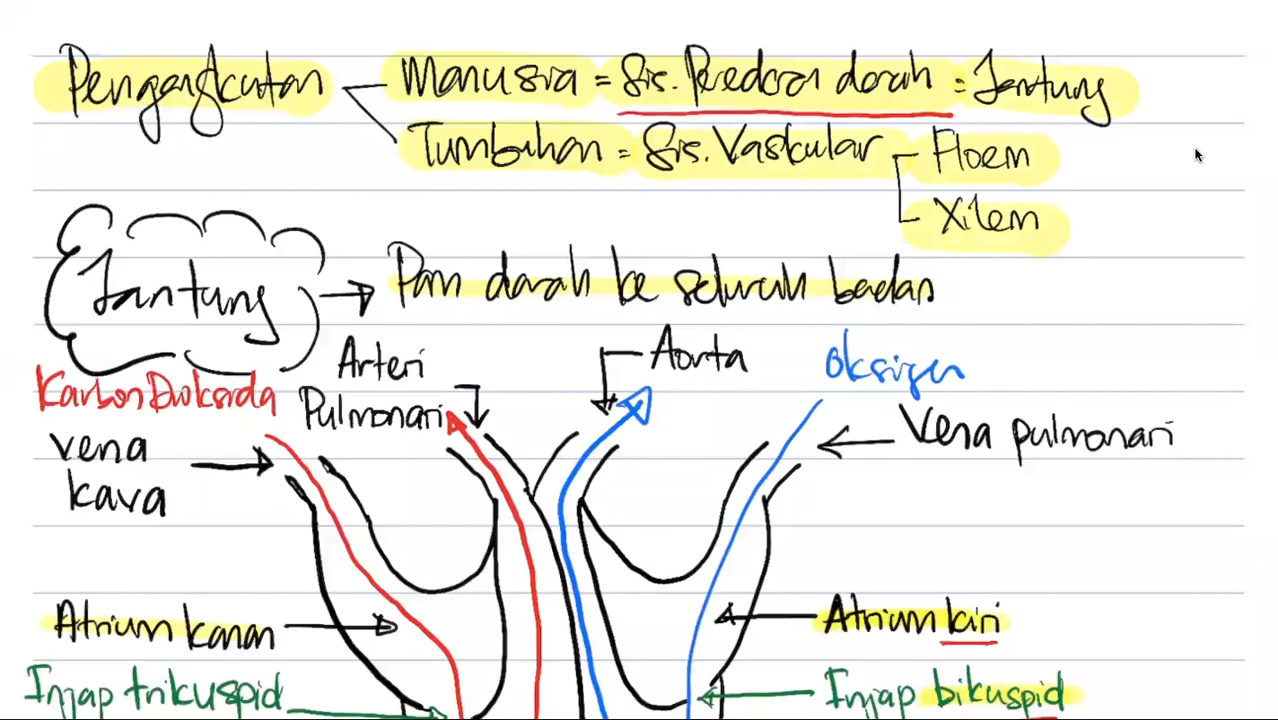 Pengangkutan
Manusia = Sis. Peredaran darah = Jantung
Tumbuhan = Sis. Vaskular
Floem
Xilem
Jantung → Pam darah ke seluruh badan
Arteri Pulmonari
Aorta
Oksigen
Karbon Dioksida
Vena pulmonari
vena kava
Atrium kanan
Atrium kiri
Injap trikuspid
Injap bikuspid